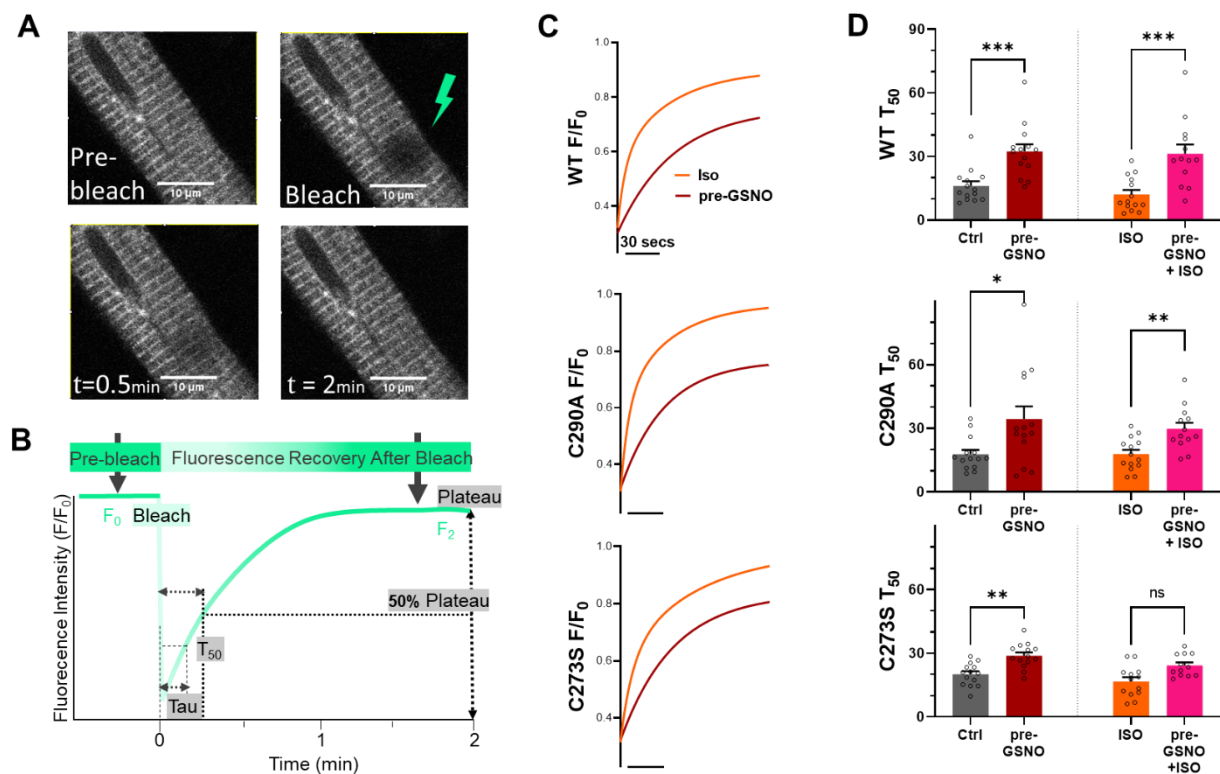 A
Pre-
bleach
10 µm
Bleach
10 µm
t=0.5min
10 µm
t = 2min
10 µm
B
Pre-bleach
Fluorescence Recovery After Bleach
Fluorescence Intensity (F/F0)
F0
Bleach
Plateau
F2
50% Plateau
T50
Tau
0
1
2
Time (min)
C
WT F/F0
1.0
0.8
0.6
0.4
Iso
pre-GSNO
30 secs
C290A F/F0
1.0
0.8
0.6
0.4
C273S F/F0
1.0
0.8
0.6
0.4
D
WT T50
90
60
30
0
***
***
Ctrl
pre-
GSNO
ISO
pre-
GSNO
+ ISO
C290A T50
90
60
30
0
*
**
Ctrl
pre-
GSNO
ISO
pre-
GSNO
+ ISO
C273S T50
90
60
30
0
**
ns
Ctrl
pre-
GSNO
ISO
pre-
GSNO
+ISO